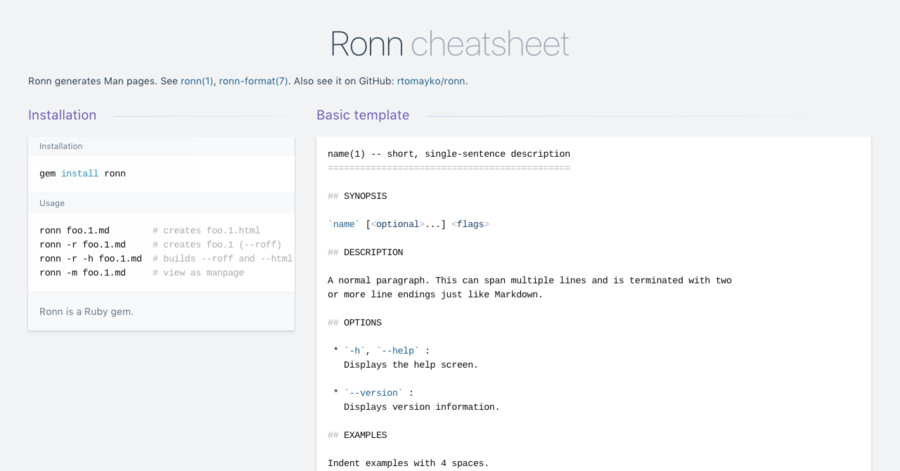 Ronn cheatsheet
Ronn generates Man pages. See ronn(1), ronn-format(7). Also see it on GitHub: rtomayko/ronn.
Installation
Installation
gem install ronn
Usage
ronn foo.1.md # creates foo.1.html
ronn -r foo.1.md # creates foo.1 (--roff)
ronn -r -h foo.1.md # builds --roff and --html
ronn -m foo.1.md # view as manpage
Ronn is a Ruby gem.
Basic template
name(1) -- short, single-sentence description
=============================================
## SYNOPSIS
`name` [<optional>...] <flags>
## DESCRIPTION
A normal paragraph. This can span multiple lines and is terminated with two
or more line endings just like Markdown.
## OPTIONS
* `-h`, `--help` :
Displays the help screen.
* `--version` :
Displays version information.
## EXAMPLES
Indent examples with 4 spaces.